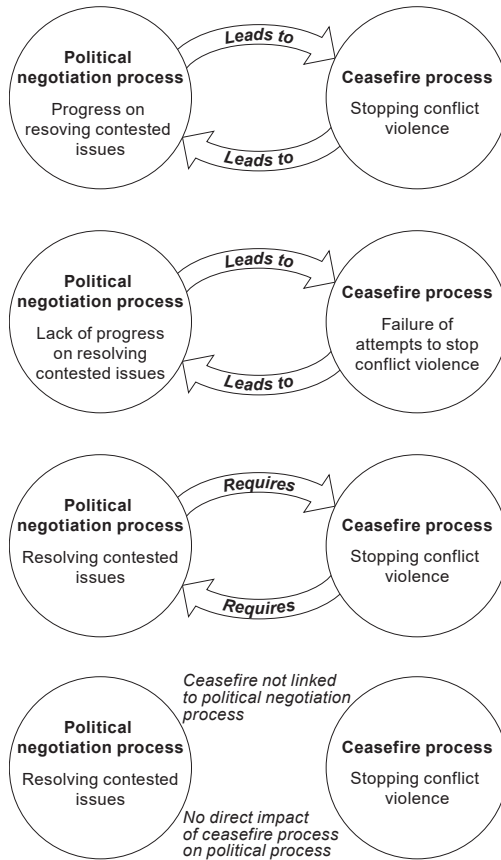 Political
negotiation process
Progress on
resoving contested
issues
Leads to
Leads to
Ceasefire process
Stopping conflict
violence
Political
negotiation process
Lack of progress
on resolving
contested issues
Leads to
Leads to
Ceasefire process
Failure of
attempts to stop
conflict violence
Political
negotiation process
Resolving contested
issues
Requires
Requires
Ceasefire process
Stopping conflict
violence
Political
negotiation process
Resolving contested
issues
Ceasefire not linked
to political negotiation
process
No direct impact
of ceasefire process
on political process
Ceasefire process
Stopping conflict
violence